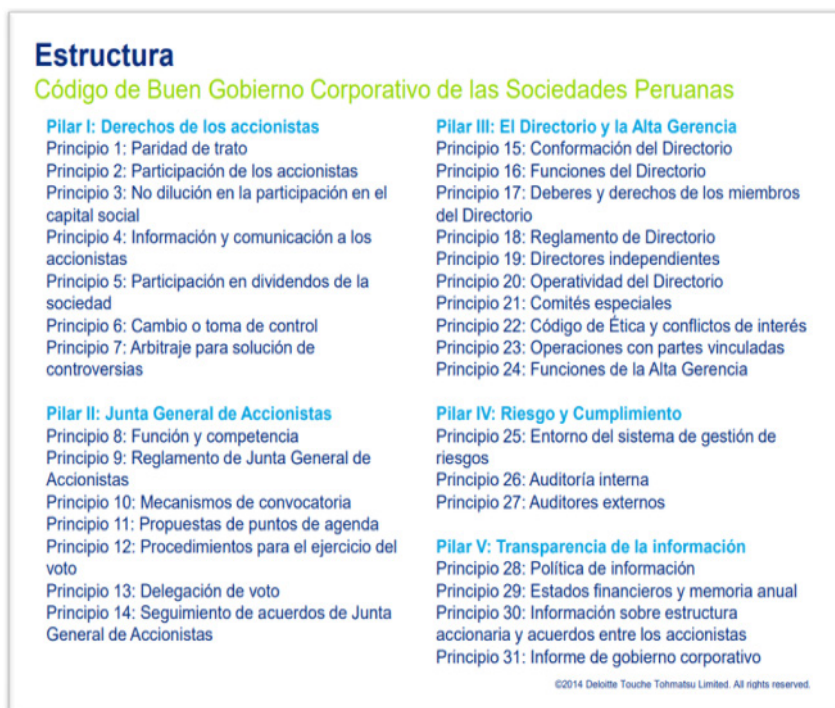 Estructura
Código de Buen Gobierno Corporativo de las Sociedades Peruanas
Pilar I: Derechos de los accionistas
Principio 1: Paridad de trato
Principio 2: Participación de los accionistas
Principio 3: No dilución en la participación en el
capital social
Principio 4: Información y comunicación a los
accionistas
Principio 5: Participación en dividendos de la
sociedad
Principio 6: Cambio o toma de control
Principio 7: Arbitraje para solución de
controversias
Pilar II: Junta General de Accionistas
Principio 8: Función y competencia
Principio 9: Reglamento de Junta General de
Accionistas
Principio 10: Mecanismos de convocatoria
Principio 11: Propuestas de puntos de agenda
Principio 12: Procedimientos para el ejercicio del
voto
Principio 13: Delegación de voto
Principio 14: Seguimiento de acuerdos de Junta
General de Accionistas
Pilar III: El Directorio y la Alta Gerencia
Principio 15: Conformación del Directorio
Principio 16: Funciones del Directorio
Principio 17: Deberes y derechos de los miembros
del Directorio
Principio 18: Reglamento de Directorio
Principio 19: Directores independientes
Principio 20: Operatividad del Directorio
Principio 21: Comités especiales
Principio 22: Código de Ética y conflictos de interés
Principio 23: Operaciones con partes vinculadas
Principio 24: Funciones de la Alta Gerencia
Pilar IV: Riesgo y Cumplimiento
Principio 25: Entorno del sistema de gestión de
riesgos
Principio 26: Auditoría interna
Principio 27: Auditores externos
Pilar V: Transparencia de la información
Principio 28: Política de información
Principio 29: Estados financieros y memoria anual
Principio 30: Información sobre estructura
accionaria y acuerdos entre los accionistas
Principio 31: Informe de gobierno corporativo
©2014 Deloitte Touche Tohmatsu Limited. All rights reserved.